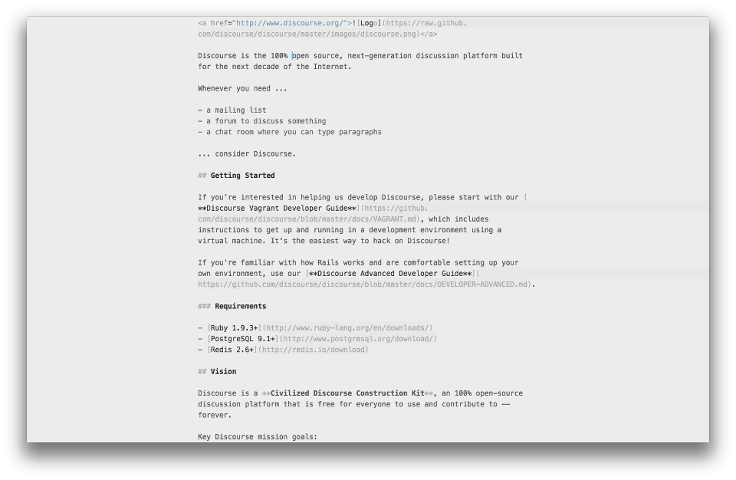 <a href="http://www.discourse.org/">![Logo](https://raw.github.
com/discourse/discourse/master/images/discourse.png)</a>
Discourse is the 100% open source, next-generation discussion platform built
for the next decade of the Internet.
Whenever you need ...
- a mailing list
- a forum to discuss something
- a chat room where you can type paragraphs
... consider Discourse.
## Getting Started
If you're interested in helping us develop Discourse, please start with our [
**Discourse Vagrant Developer Guide**](https://github.
com/discourse/discourse/blob/master/docs/VAGRANT.md), which includes
instructions to get up and running in a development environment using a
virtual machine. It's the easiest way to hack on Discourse!
If you're familiar with how Rails works and are comfortable setting up your
own environment, use our [**Discourse Advanced Developer Guide**](
https://github.com/discourse/discourse/blob/master/docs/DEVELOPER-ADVANCED.md).
### Requirements
- [Ruby 1.9.3+](http://www.ruby-lang.org/en/downloads/)
- [PostgreSQL 9.1+](http://www.postgresql.org/download/)
- [Redis 2.6+](http://redis.io/download)
## Vision
Discourse is a **Civilized Discourse Construction Kit**, an 100% open-source
discussion platform that is free for everyone to use and contribute to --
forever.
Key Discourse mission goals: